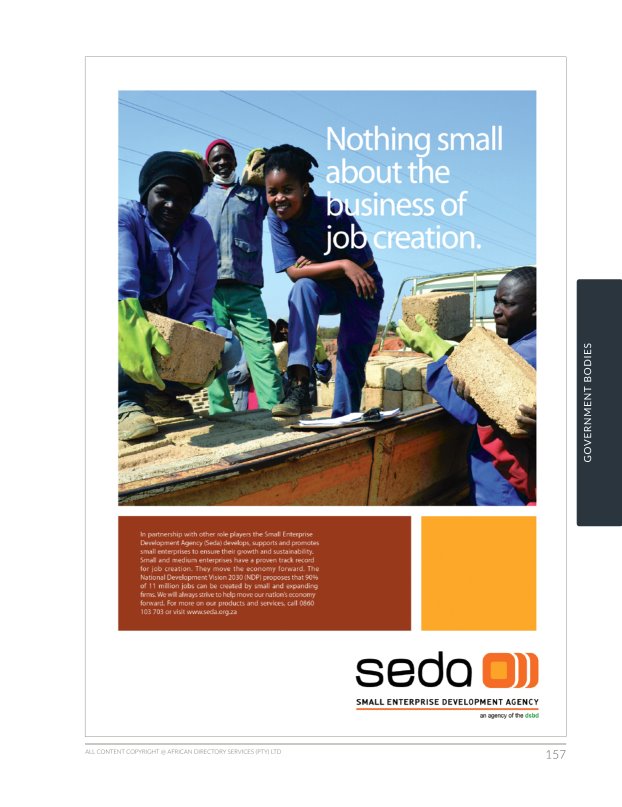 Nothing small
about the
business of
job creation.
GOVERNMENT BODIES
In partnership with other role players the Small Enterprise
Development Agency (Seda) develops, supports and promotes
small enterprises to ensure their growth and sustainability.
Small and medium enterprises have a proven track record
for job creation. They move the economy forward. The
National Development Vision 2030 (NDP) proposes that 90%
of 11 million jobs can be created by small and expanding
firms. We will always strive to help move our nation's economy
forward. For more on our products and services, call 0860
103 703 or visit www.seda.org.za
seda
SMALL ENTERPRISE DEVELOPMENT AGENCY
an agency of the dsbd
ALL CONTENT COPYRIGHT @ AFRICAN DIRECTORY SERVICES (PTY) LTD
157